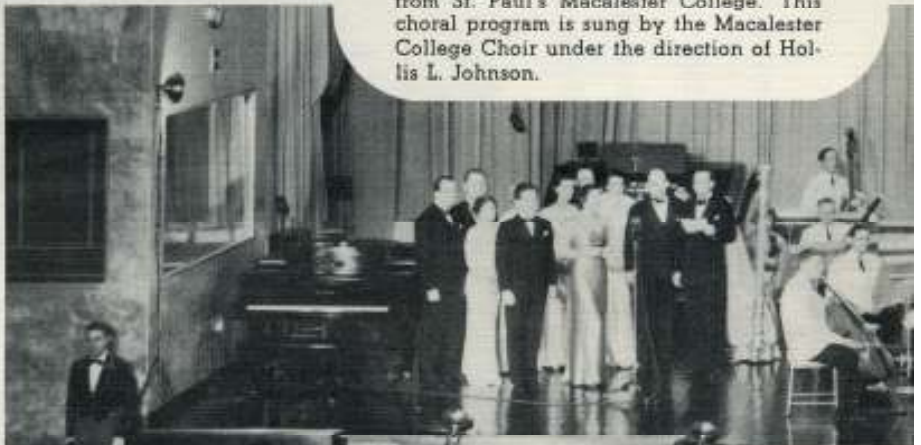 from St. Paul's Macalester College. This
choral program is sung by the Macalester
College Choir under the direction of Hol-
lis L. Johnson.